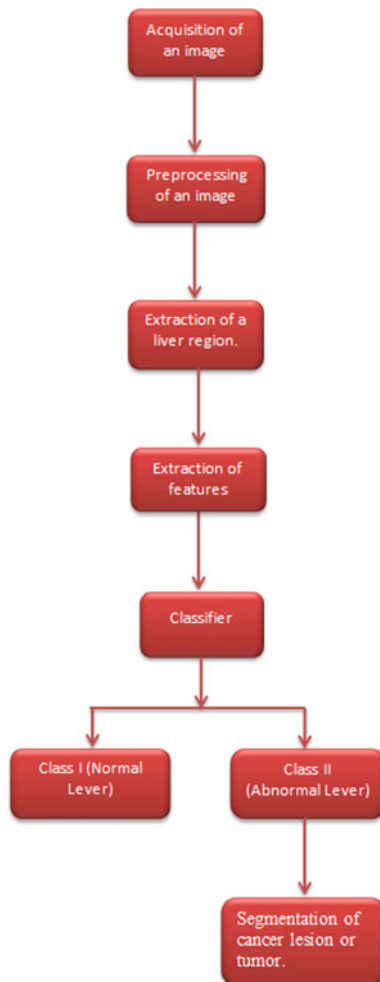 Acquisition of
an image
Preprocessing
of an image
Extraction of a
liver region.
Extraction of
features
Classifier
Class I (Normal
Lever)
Class II
(Abnormal Lever)
Segmentation of
cancer lesion or
tumor.